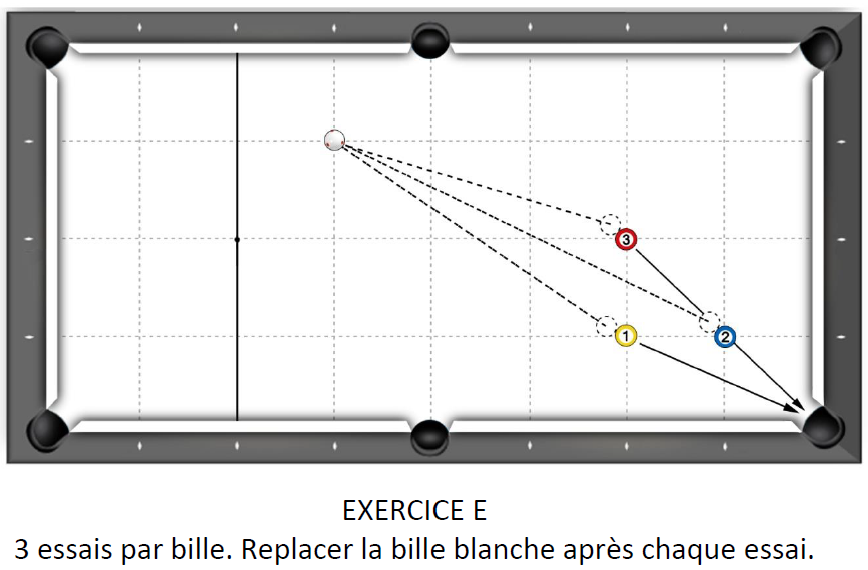 3
1
2
EXERCICE E
3 essais par bille. Replacer la bille blanche après chaque essai.